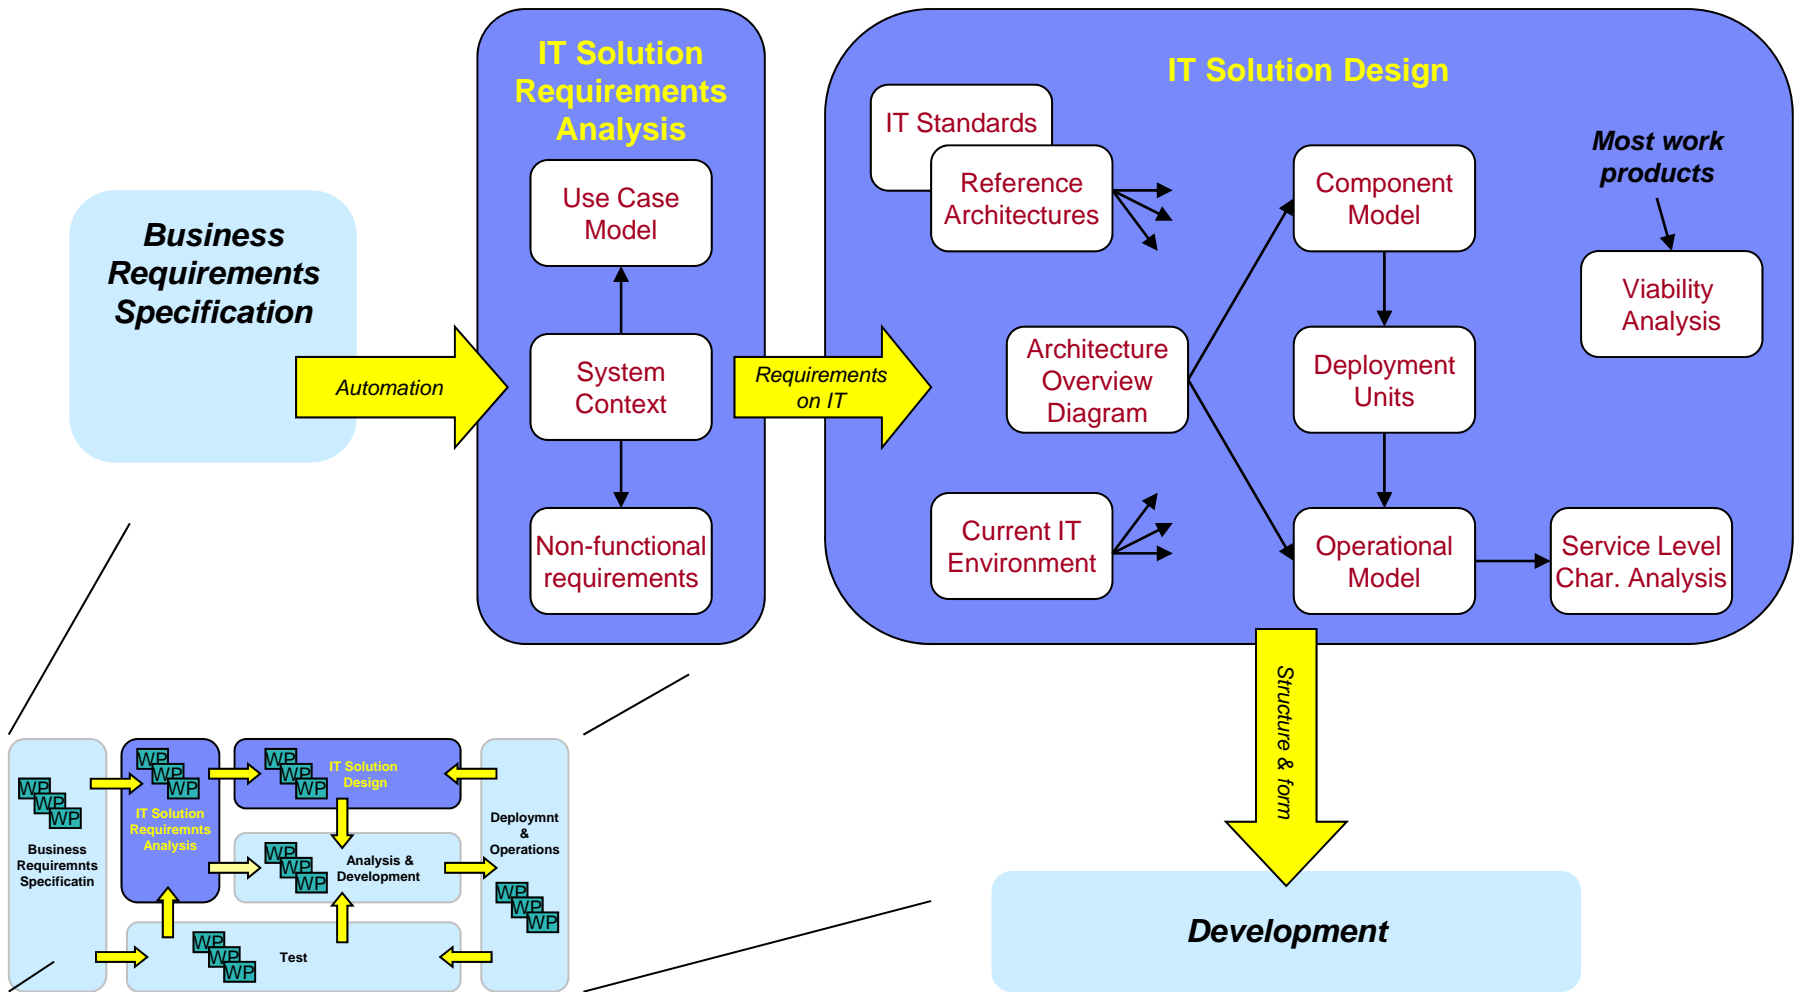 IT Solution
Requirements
Analysis
IT Solution Design
IT Standards
Reference
Architectures
Component
Model
Most work
products
Use Case
Model
Business
Requirements
Specification
Viability
Analysis
Automation
System
Context
Requirements
on IT
Architecture
Overview
Diagram
Deployment
Units
Non-functional
requirements
Current IT
Environment
Operational
Model
Service Level
Char. Analysis
Structure & form
Development
WP
WP
WP
Business
Requiremnts
Specificatin
WP
WP
WP
IT Solution
Requiremnts
Analysis
WP
WP
WP
IT Solution
Design
WP
WP
WP
Analysis &
Development
Deploymnt
&
Operations
WP
WP
WP
WP
WP
WP
Test